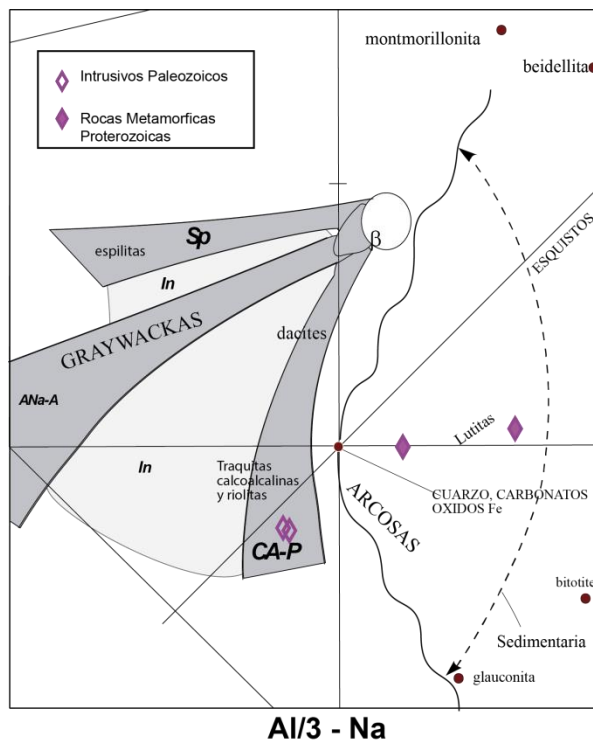 montmorillonita
beidellita
Intrusivos Paleozoicos
Rocas Metamorficas
Proterozoicas
Sp
espilitas
β
ESQUISTOS
In
GRAYWACKAS
dacites
ANa-A
Lutitas
In
Traquitas
calcoalcalinas
y riolitas
CUARZO, CARBONATOS
OXIDOS Fe
ARCOSAS
CA-P
bitotite
Sedimentaria
glauconita
Al/3 - Na